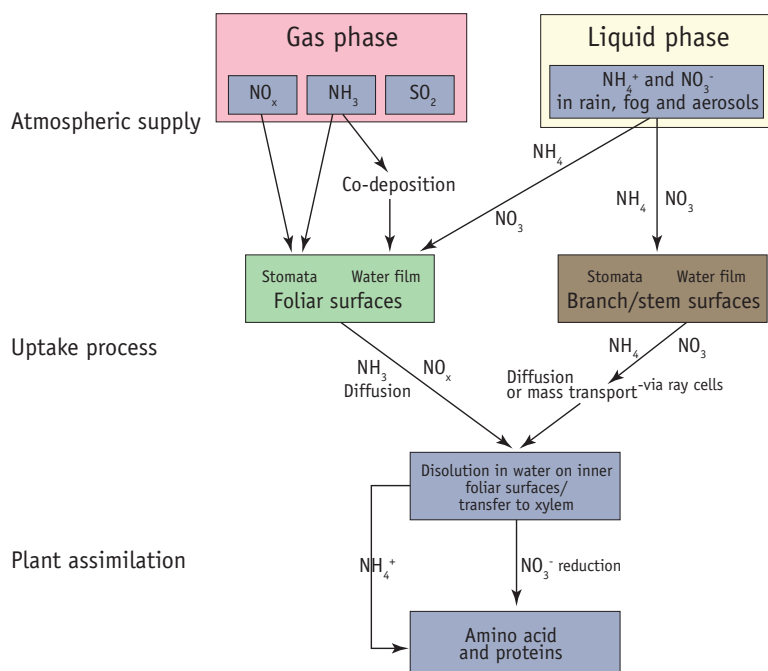 Gas phase
Liquid phase
NOₓ
NH₃
SO₂
NH₄⁺ and NO₃⁻
in rain, fog and aerosols
Atmospheric supply
NH₄
Co-deposition
NO₃
NH₄
NO₃
Stomata Water film
Foliar surfaces
Stomata Water film
Branch/stem surfaces
Uptake process
NH₃
NOₓ
Diffusion
NH₄
NO₃
Diffusion
or mass transport -via ray cells
Disolution in water on inner
foliar surfaces/
transfer to xylem
Plant assimilation
NH₄⁺
NO₃⁻ reduction
Amino acid
and proteins